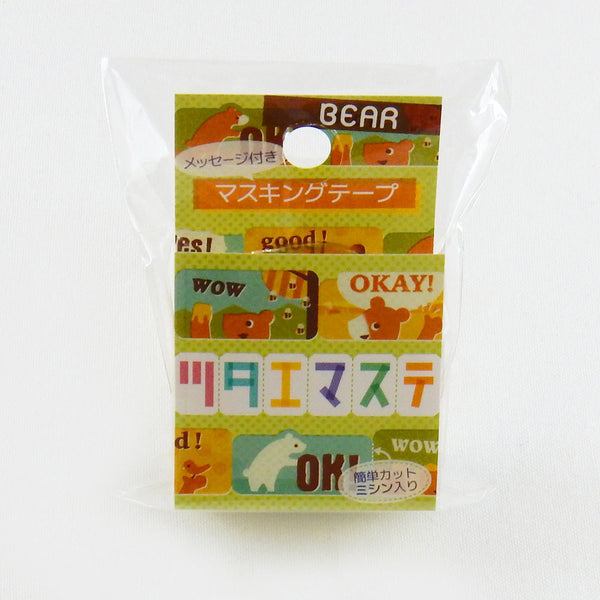 BEAR
OK!
メッセージ付き
マスキングテープ
es!
good!
wow
OKAY!
ツタエマステ
d!
OK!
wow
簡単カット
ミシン入り